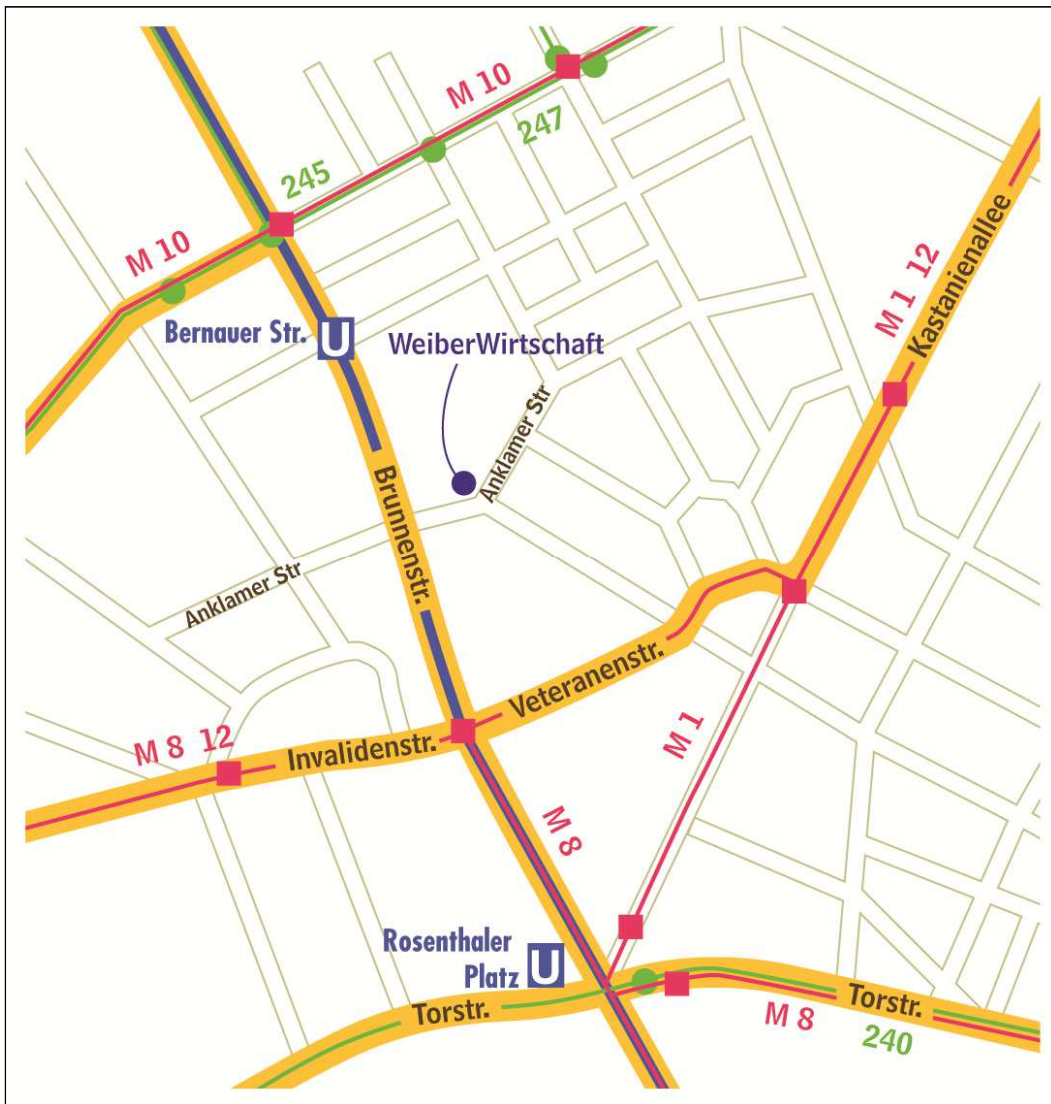 M 10
247
245
M 10
M 1 12
Kastanienallee
Bernauer Str.
U
WeiberWirtschaft
Anklamer Str
Brunnenstr.
Anklamer Str
Veteranenstr.
M 8 12
Invalidenstr.
M 1
M 8
Rosenthaler
Platz
U
Torstr.
Torstr.
M 8
240